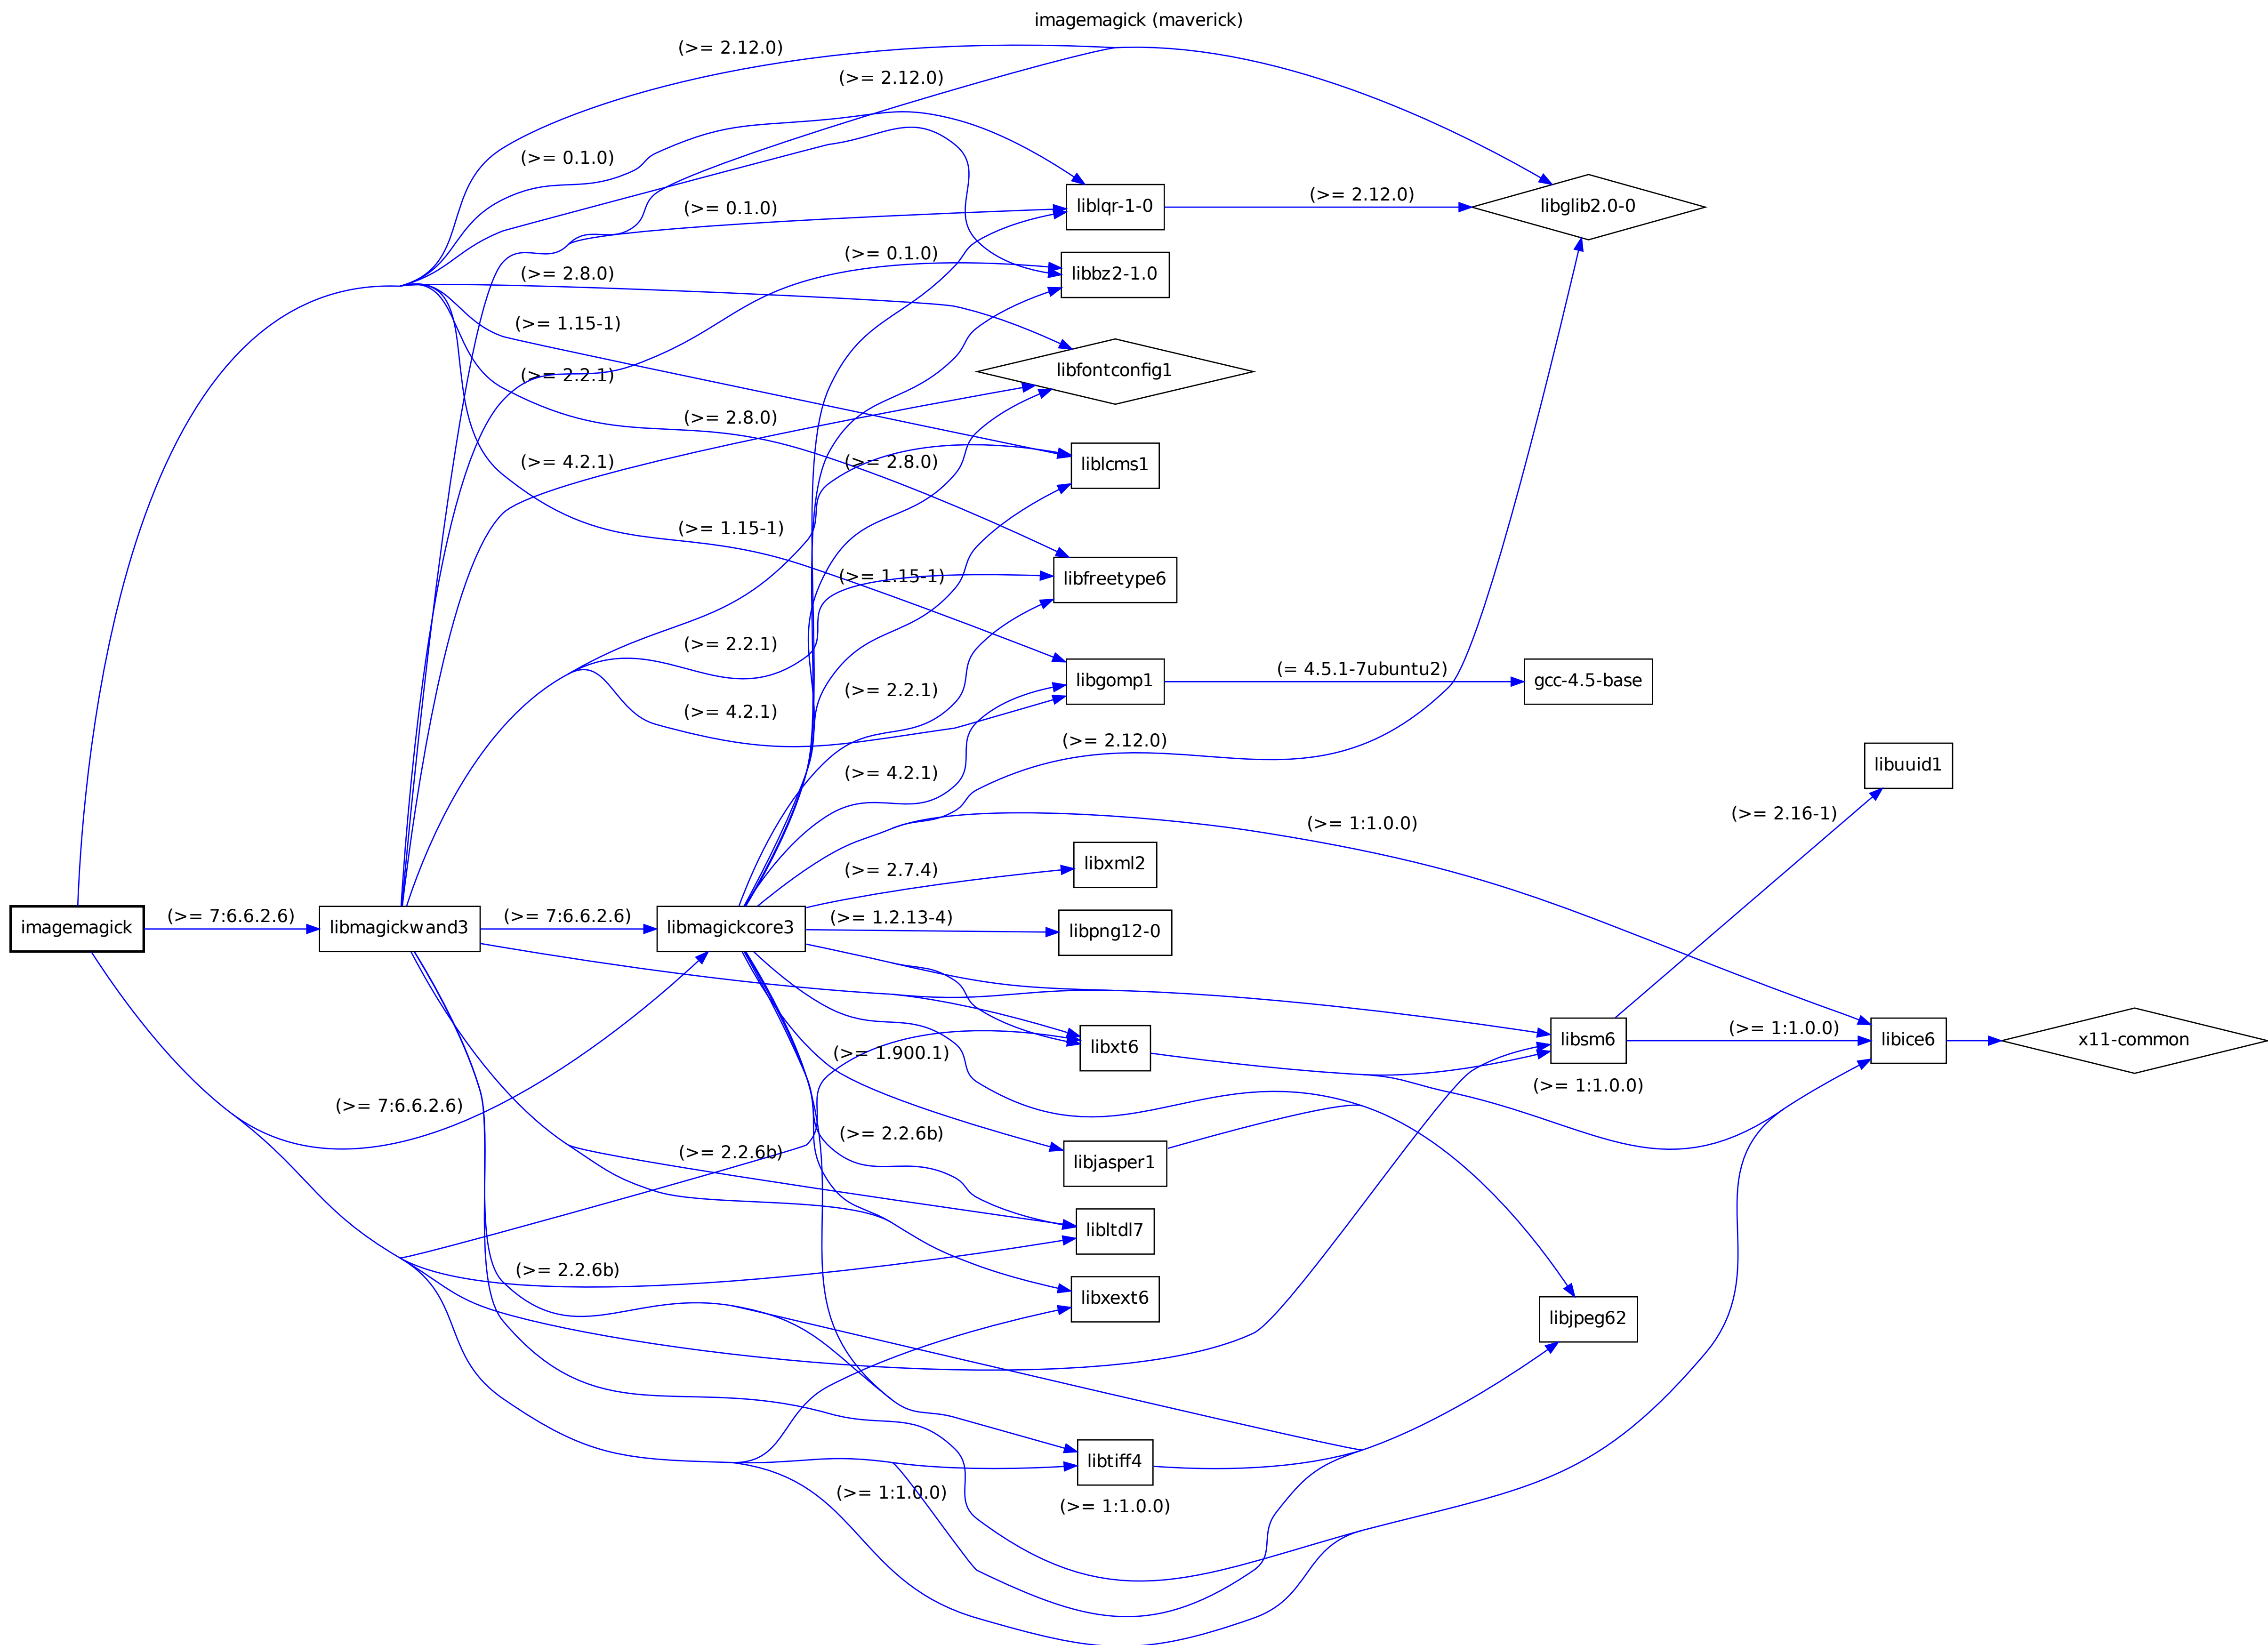 imagemagick (maverick)
(>= 2.12.0)
(>= 2.12.0)
(>= 0.1.0)
(>= 0.1.0)
liblqr-1-0
(>= 2.12.0)
libglib2.0-0
(>= 0.1.0)
(>= 2.8.0)
libbz2-1.0
(>= 1.15-1)
(>= 2.2.1)
libfontconfig1
(>= 2.8.0)
(>= 4.2.1)
(>= 2.8.0)
liblcms1
(>= 1.15-1)
(>= 1.15-1)
libfreetype6
(>= 2.2.1)
(>= 2.2.1)
libgomp1
(= 4.5.1-7ubuntu2)
gcc-4.5-base
(>= 4.2.1)
(>= 2.12.0)
(>= 4.2.1)
libuuid1
(>= 2.16-1)
(>= 1:1.0.0)
(>= 2.7.4)
libxml2
imagemagick
(>= 7:6.6.2.6)
libmagickwand3
(>= 7:6.6.2.6)
libmagickcore3
(>= 1.2.13-4)
libpng12-0
(>= 1.900.1)
libxt6
libsm6
(>= 1:1.0.0)
libice6
x11-common
(>= 1:1.0.0)
(>= 7:6.6.2.6)
(>= 2.2.6b)
(>= 2.2.6b)
libjasper1
libltdl7
(>= 2.2.6b)
libxext6
libjpeg62
libtiff4
(>= 1:1.0.0)
(>= 1:1.0.0)